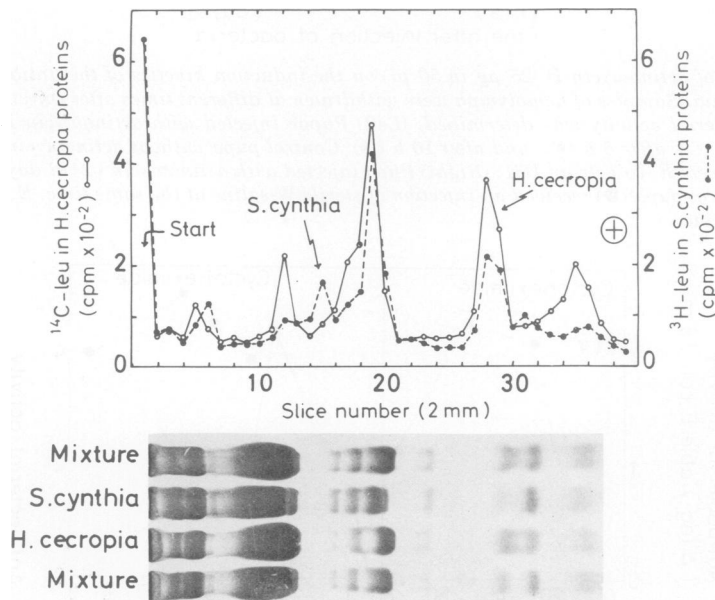 ¹⁴C-leu in H.cecropia proteins
(cpm x 10⁻²)
6
4
2
0
Start
S.cynthia
H.cecropia
+
6
4
2
0
³H-leu in S.cynthia proteins
(cpm x 10⁻²)
10
20
30
Slice number (2 mm)
Mixture
S.cynthia
H. cecropia
Mixture